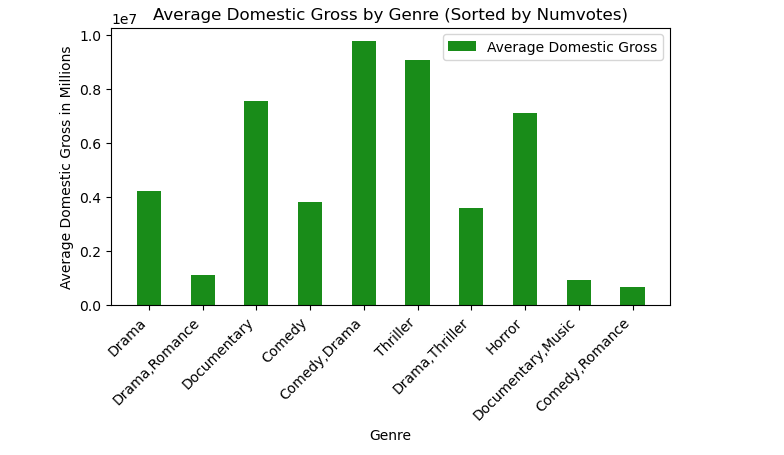 Average Domestic Gross by Genre (Sorted by Numvotes)
1e7
Average Domestic Gross
Average Domestic Gross in Millions
1.0
0.8
0.6
0.4
0.2
0.0
Drama
Drama,Romance
Documentary
Comedy
Comedy,Drama
Thriller
Drama,Thriller
Horror
Documentary,Music
Comedy,Romance
Genre